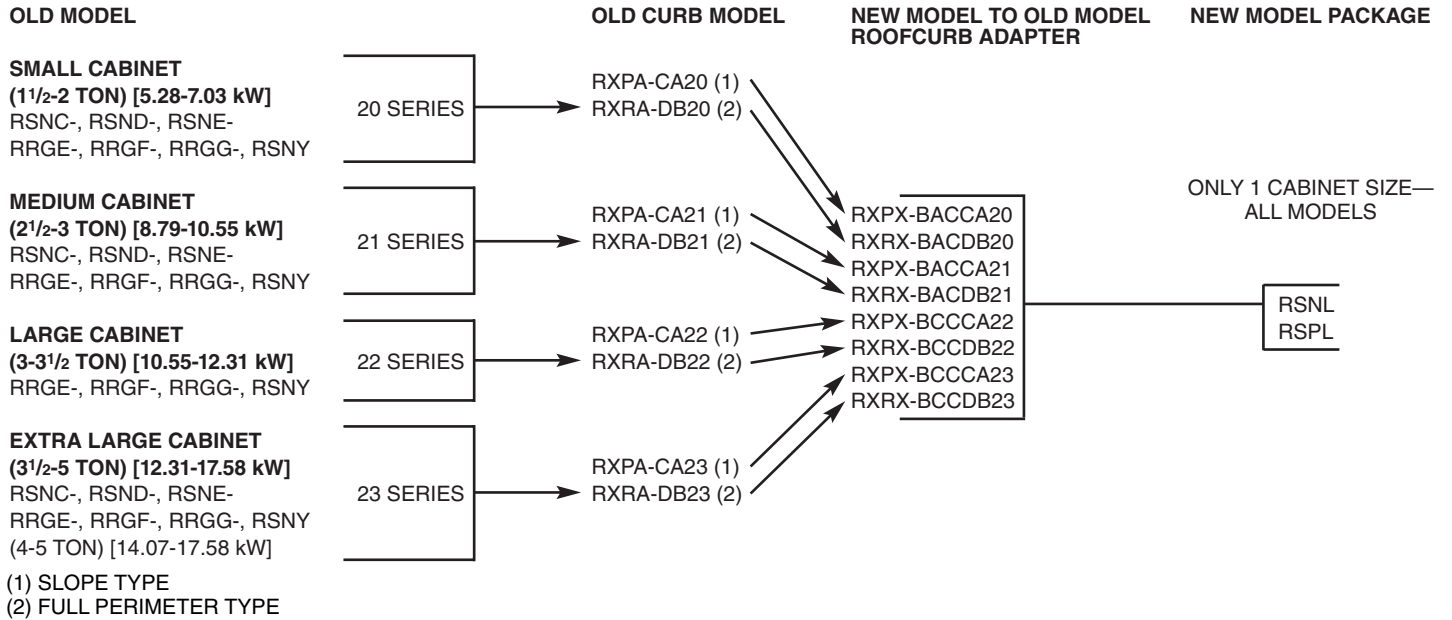 OLD MODEL
OLD CURB MODEL
NEW MODEL TO OLD MODEL
ROOFCURB ADAPTER
NEW MODEL PACKAGE
SMALL CABINET
(1 1/2-2 TON) [5.28-7.03 kW]
RSNC-, RSND-, RSNE-
RRGE-, RRGF-, RRGG-, RSNY
20 SERIES
RXPA-CA20 (1)
RXRA-DB20 (2)
MEDIUM CABINET
(2 1/2-3 TON) [8.79-10.55 kW]
RSNC-, RSND-, RSNE-
RRGE-, RRGF-, RRGG-, RSNY
21 SERIES
RXPA-CA21 (1)
RXRA-DB21 (2)
LARGE CABINET
(3-3 1/2 TON) [10.55-12.31 kW]
RRGE-, RRGF-, RRGG-, RSNY
22 SERIES
RXPA-CA22 (1)
RXRA-DB22 (2)
EXTRA LARGE CABINET
(3 1/2-5 TON) [12.31-17.58 kW]
RSNC-, RSND-, RSNE-
RRGE-, RRGF-, RRGG-, RSNY
(4-5 TON) [14.07-17.58 kW]
23 SERIES
RXPA-CA23 (1)
RXRA-DB23 (2)
RXPX-BACCA20
RXRX-BACDB20
RXPX-BACCA21
RXRX-BACDB21
RXPX-BCCCA22
RXRX-BCCDB22
RXPX-BCCCA23
RXRX-BCCDB23
ONLY 1 CABINET SIZE—
ALL MODELS
RSNL
RSPL
(1) SLOPE TYPE
(2) FULL PERIMETER TYPE